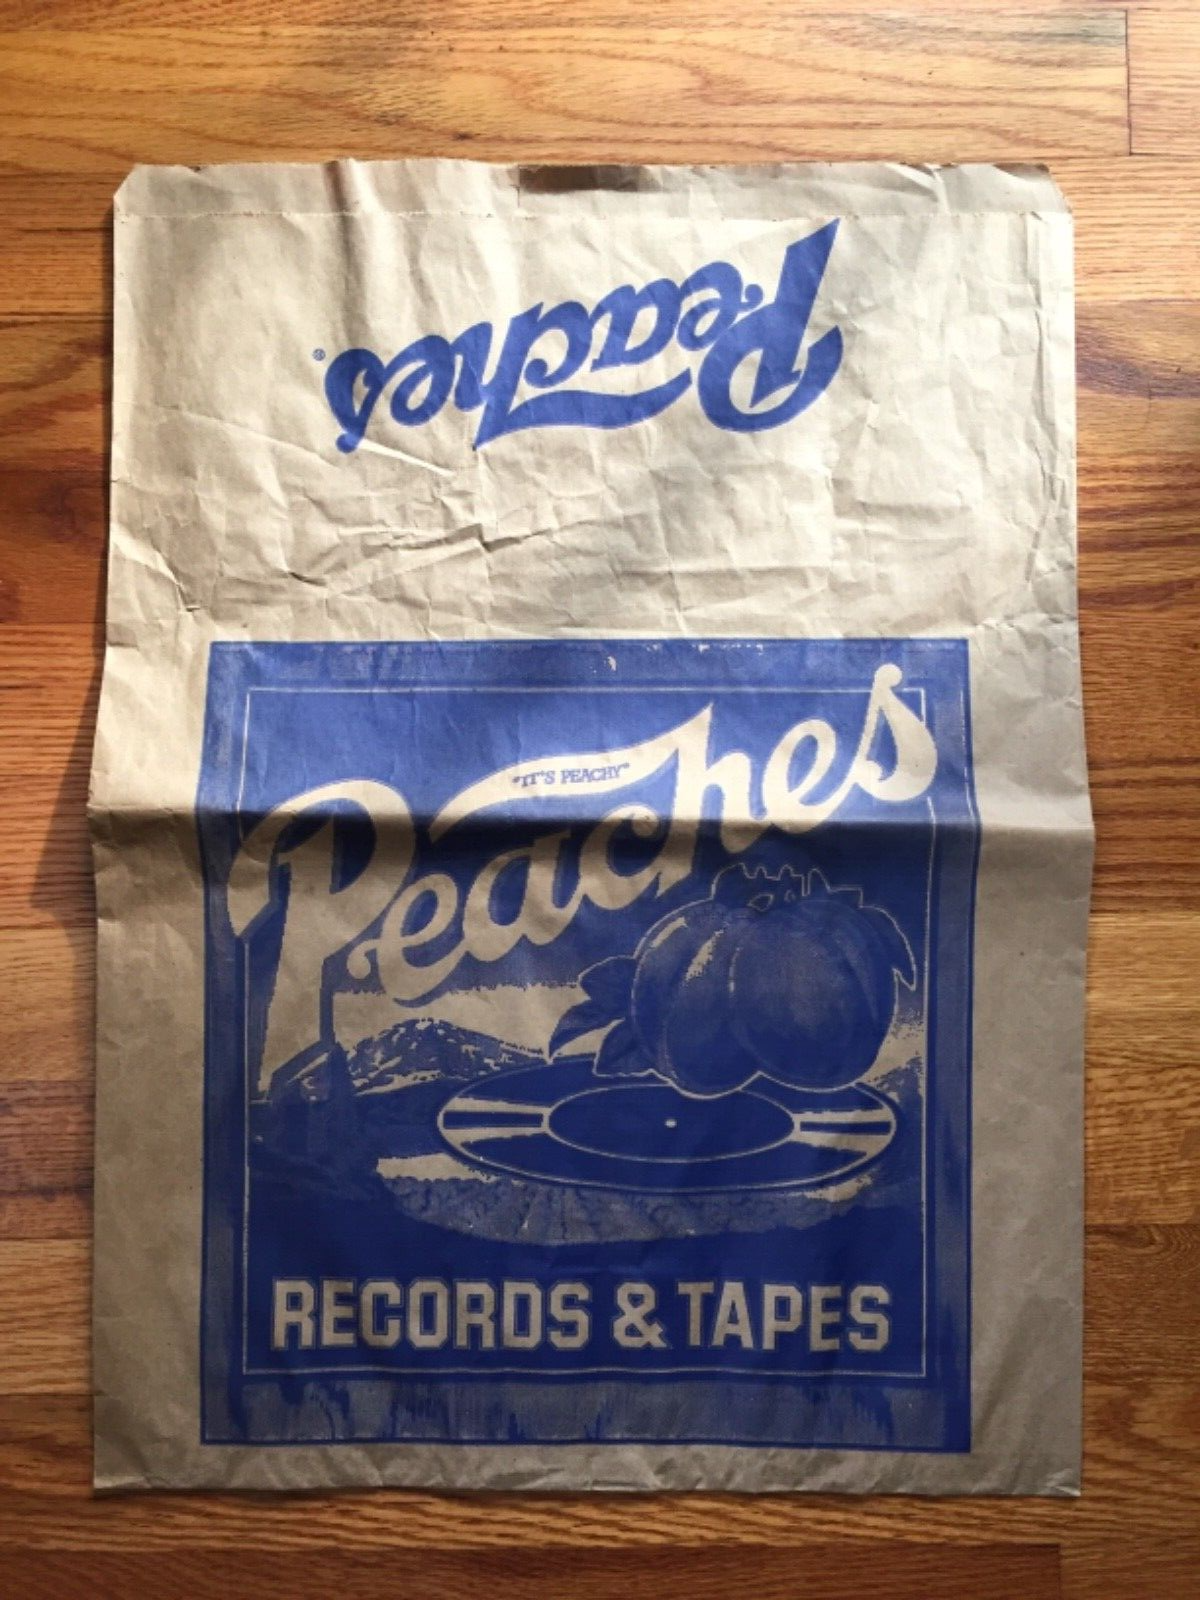 Peaches®
"IT'S PEACHY"
Peaches
RECORDS & TAPES